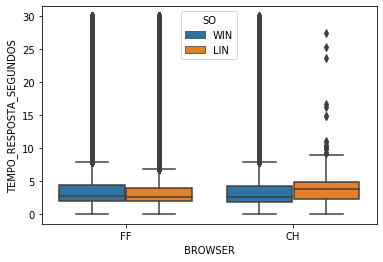 SO
WIN
LIN
TEMPO_RESPOSTA_SEGUNDOS
30
25
20
15
10
5
0
FF
CH
BROWSER